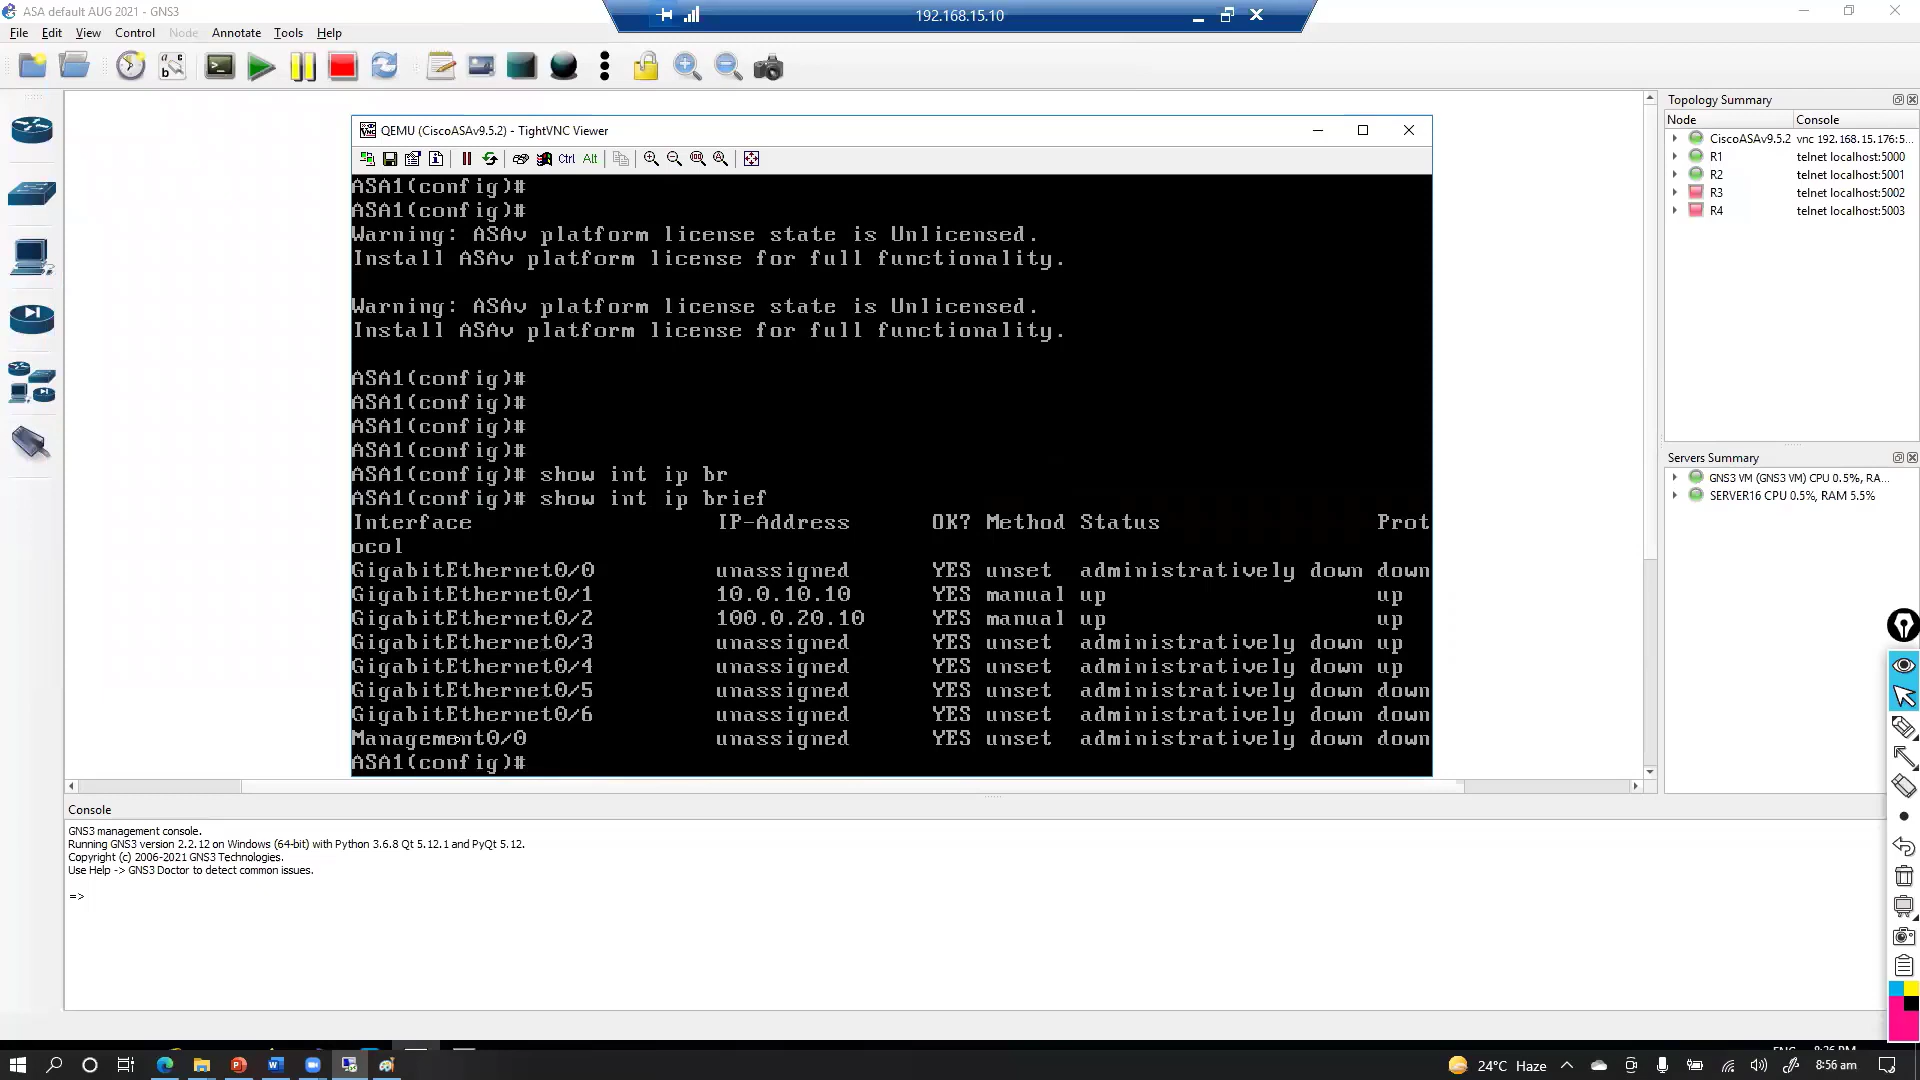 ASA default AUG 2021 - GNS3
192.168.15.10
File Edit View Control Node Annotate Tools Help
QEMU (CiscoASAv9.5.2) - TightVNC Viewer
Ctrl Alt
ASA1(config)#
ASA1(config)#
Warning: ASAv platform license state is Unlicensed.
Install ASAv platform license for full functionality.
Warning: ASAv platform license state is Unlicensed.
Install ASAv platform license for full functionality.
ASA1(config)#
ASA1(config)#
ASA1(config)#
ASA1(config)#
ASA1(config)# show int ip br
ASA1(config)# show int ip brief
Interface IP-Address OK? Method Status Prot
ocol
GigabitEthernet0/0 unassigned YES unset administratively down down
GigabitEthernet0/1 10.0.10.10 YES manual up up
GigabitEthernet0/2 100.0.20.10 YES manual up up
GigabitEthernet0/3 unassigned YES unset administratively down up
GigabitEthernet0/4 unassigned YES unset administratively down up
GigabitEthernet0/5 unassigned YES unset administratively down down
GigabitEthernet0/6 unassigned YES unset administratively down down
Management0/0 unassigned YES unset administratively down down
ASA1(config)#
Topology Summary
Node Console
CiscoASAv9.5.2 vnc 192.168.15.176:5...
R1 telnet localhost:5000
R2 telnet localhost:5001
R3 telnet localhost:5002
R4 telnet localhost:5003
Servers Summary
GNS3 VM (GNS3 VM) CPU 0.5%, RA...
SERVER16 CPU 0.5%, RAM 5.5%
Console
GNS3 management console.
Running GNS3 version 2.2.12 on Windows (64-bit) with Python 3.6.8 Qt 5.12.1 and PyQt 5.12.
Copyright (c) 2006-2021 GNS3 Technologies.
Use Help -> GNS3 Doctor to detect common issues.
=>
24°C Haze
8:56 am